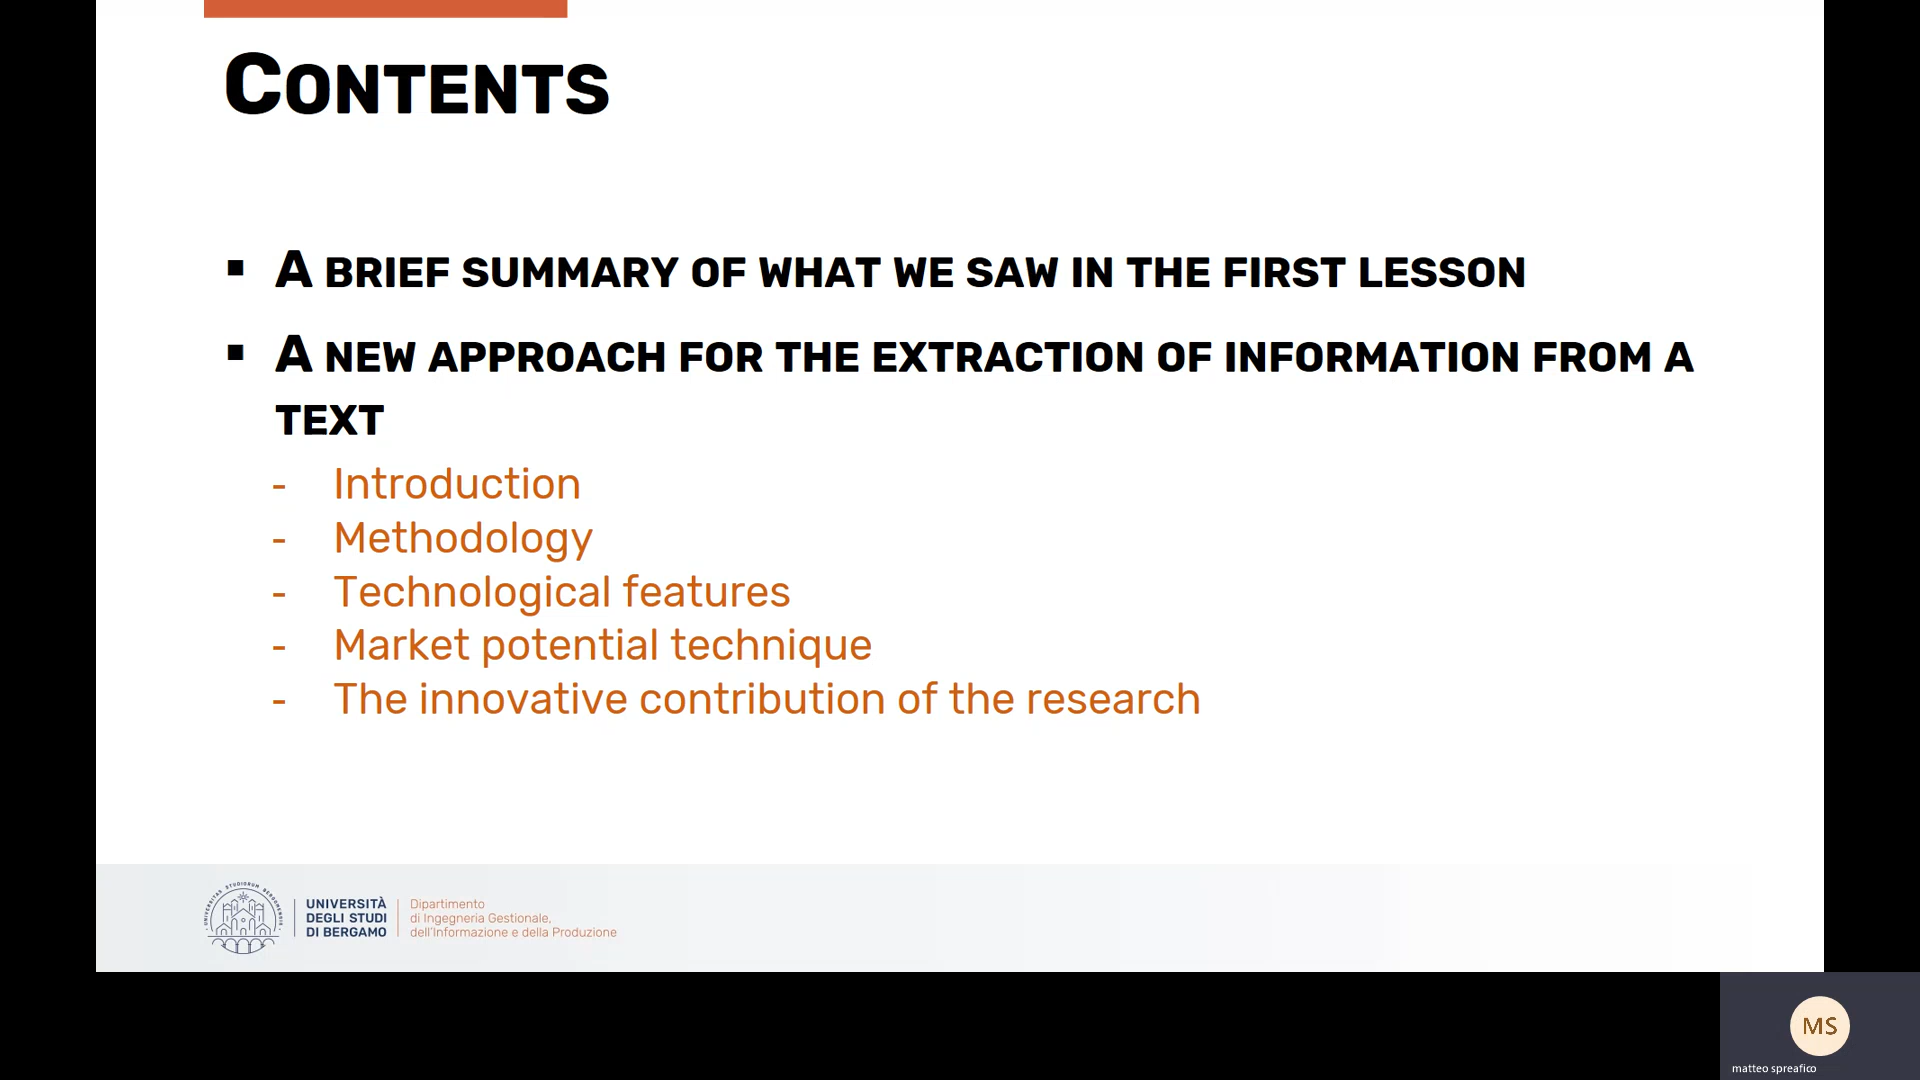 CONTENTS
▪ A BRIEF SUMMARY OF WHAT WE SAW IN THE FIRST LESSON
▪ A NEW APPROACH FOR THE EXTRACTION OF INFORMATION FROM A
TEXT
- Introduction
- Methodology
- Technological features
- Market potential technique
- The innovative contribution of the research
UNIVERSITÀ
DEGLI STUDI
DI BERGAMO
Dipartimento
di Ingegneria Gestionale,
dell'Informazione e della Produzione
MS
matteo spreafico